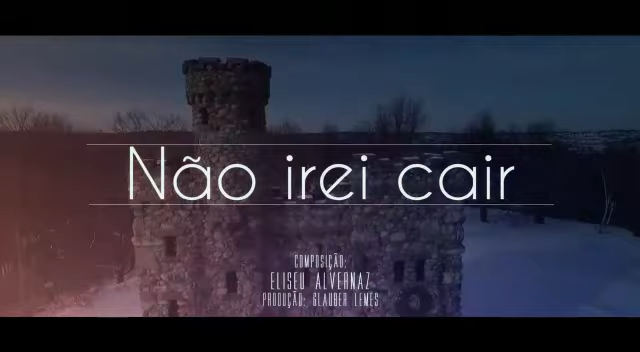 Não irei cair
COMPOSIÇÃO:
ELISEU ALVERNAZ
PRODUÇÃO: GLAUBER LEMES